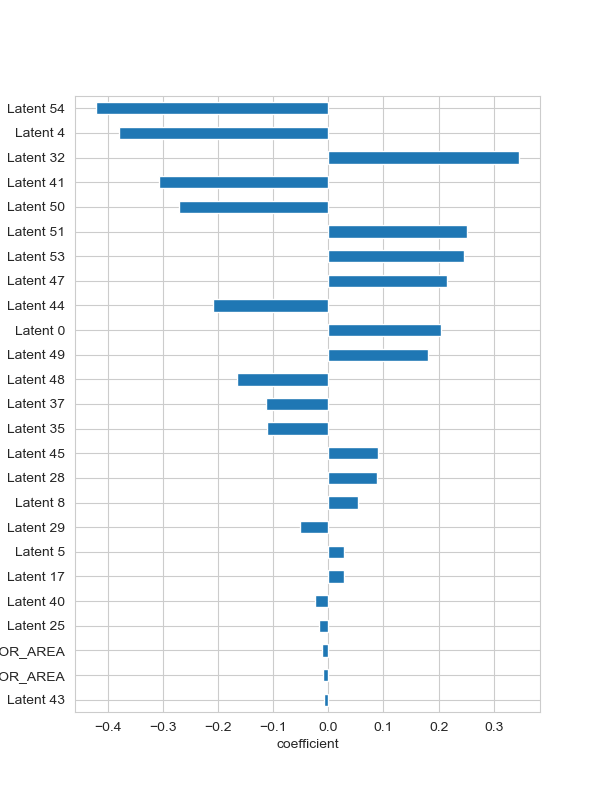 Latent 54
Latent 4
Latent 32
Latent 41
Latent 50
Latent 51
Latent 53
Latent 47
Latent 44
Latent 0
Latent 49
Latent 48
Latent 37
Latent 35
Latent 45
Latent 28
Latent 8
Latent 29
Latent 5
Latent 17
Latent 40
Latent 25
OR_AREA
OR_AREA
Latent 43
−0.4 −0.3 −0.2 −0.1 0.0 0.1 0.2 0.3
coefficient